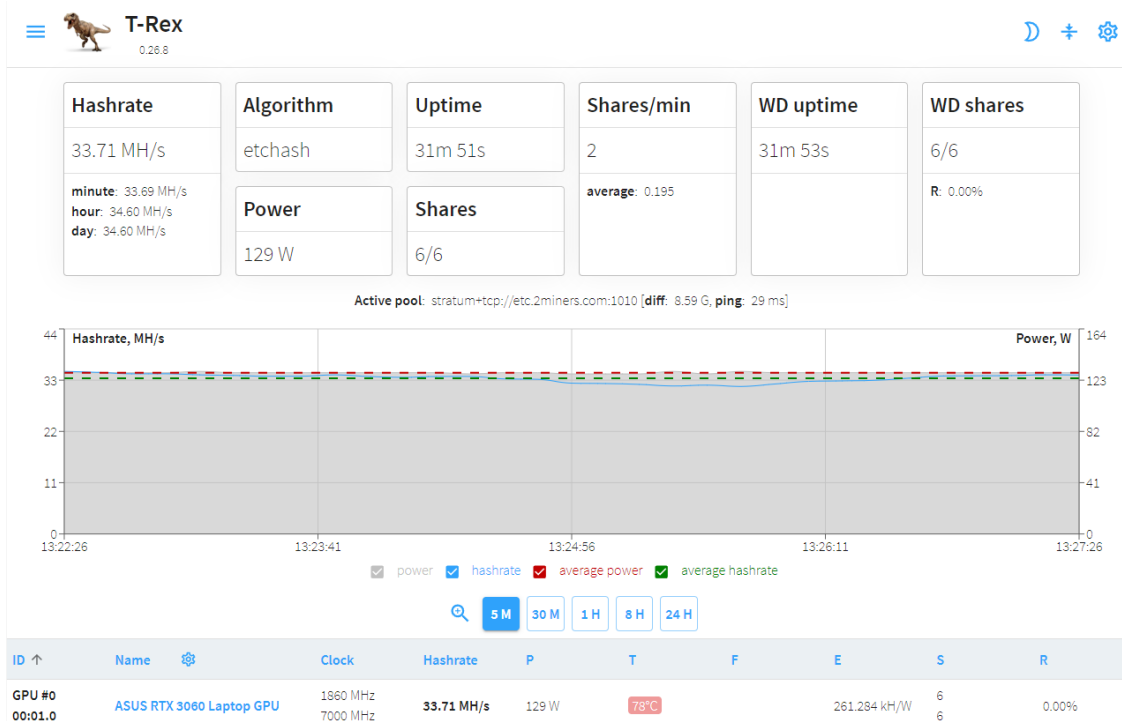 T-Rex
0.26.8
Hashrate
33.71 MH/s
minute: 33.69 MH/s
hour: 34.60 MH/s
day: 34.60 MH/s
Algorithm
etchash
Power
129 W
Uptime
31m 51s
Shares
6/6
Shares/min
2
average: 0.195
WD uptime
31m 53s
WD shares
6/6
R: 0.00%
Active pool: stratum+tcp://etc.2miners.com:1010 [diff: 8.59 G, ping: 29 ms]
Hashrate, MH/s Power, W
44 164
33 123
22 82
11 41
0 0
13:22:26 13:23:41 13:24:56 13:26:11 13:27:26
power hashrate average power average hashrate
5 M 30 M 1 H 8 H 24 H
ID ↑ Name Clock Hashrate P T F E S R
GPU #0 1860 MHz 6
ASUS RTX 3060 Laptop GPU 33.71 MH/s 129 W 78°C 261.284 kH/W 0.00%
00:01.0 7000 MHz 6